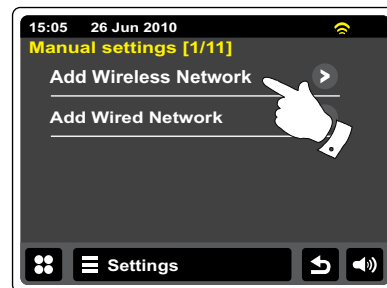 15:05 26 Jun 2010
Manual settings [1/11]
Add Wireless Network
Add Wired Network
Settings